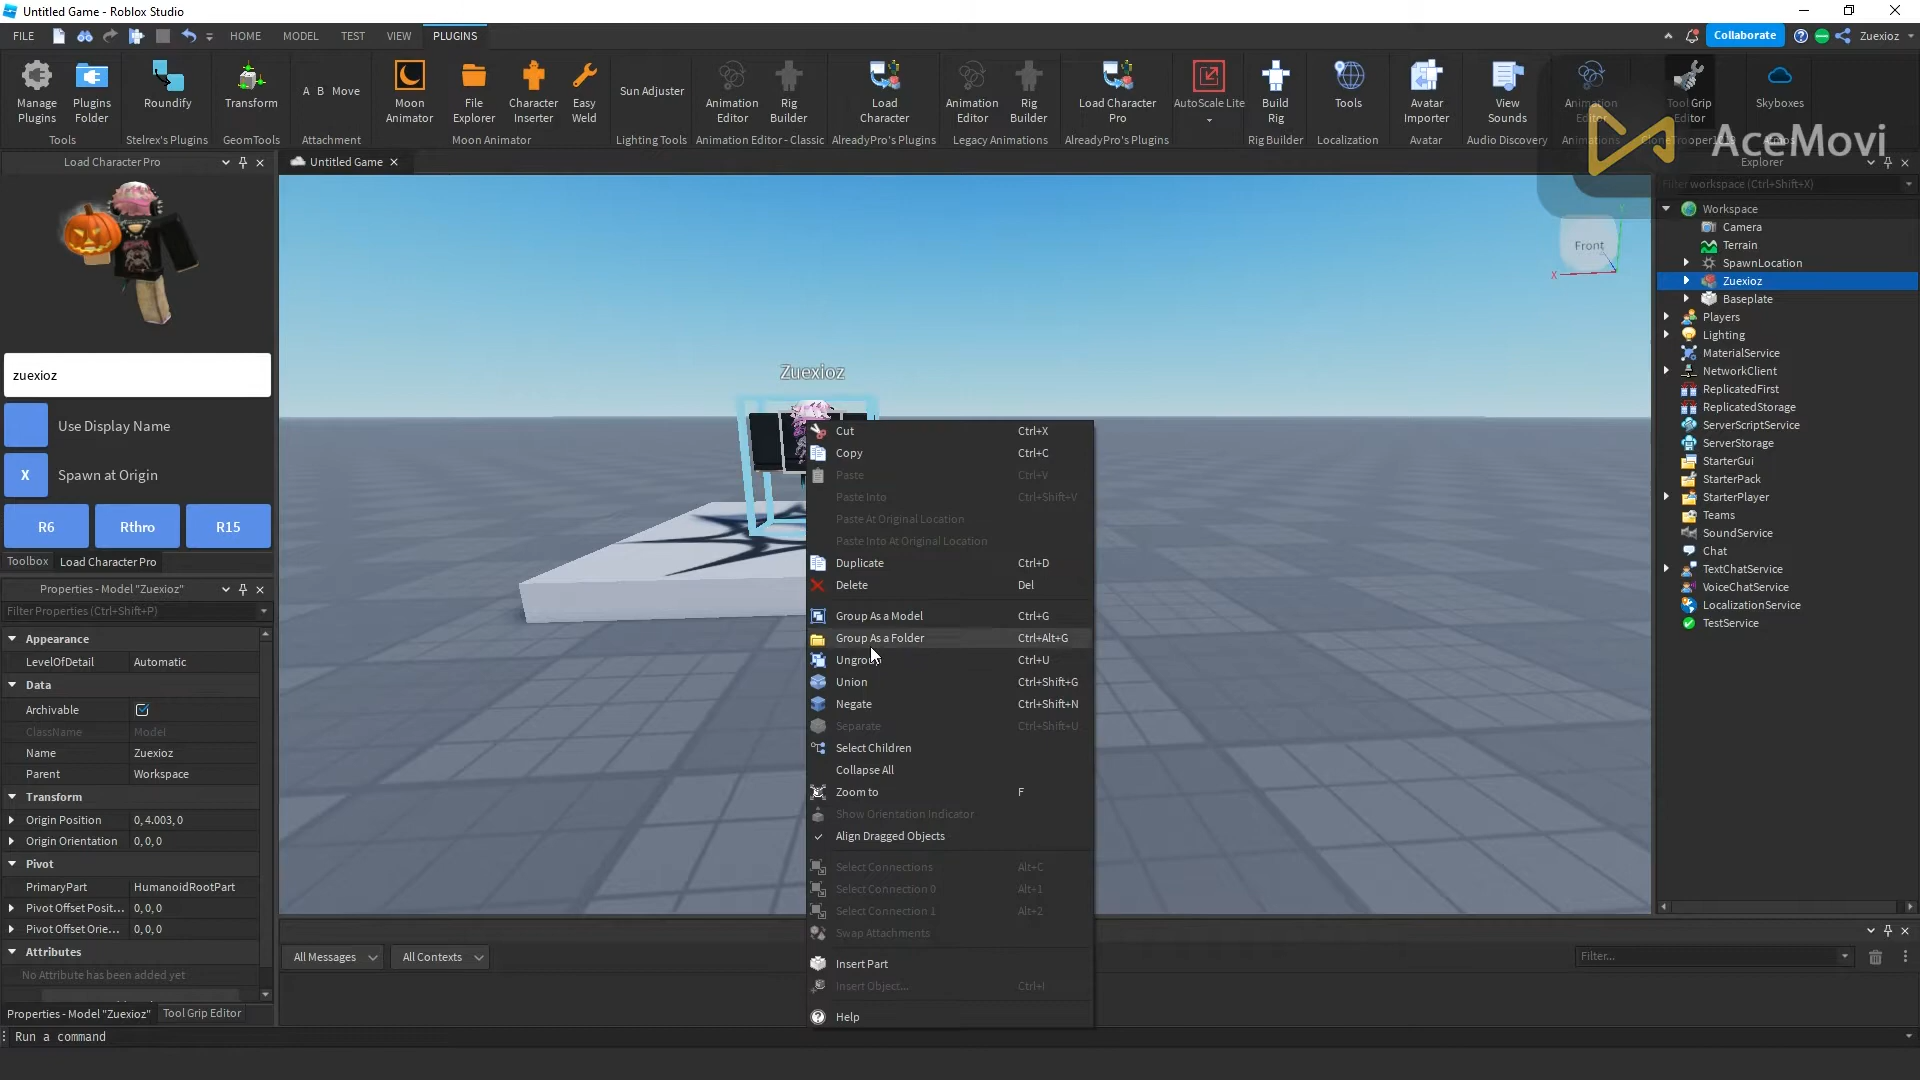 Untitled Game - Roblox Studio
FILE HOME MODEL TEST VIEW PLUGINS Collaborate Zuexioz
Manage Plugins
Plugins Folder
Tools
Roundify
Stelrex's Plugins
Transform
GeomTools
A B Move
Attachment
Moon Animator
File Explorer
Character Inserter
Easy Weld
Moon Animator
Sun Adjuster
Lighting Tools
Animation Editor
Rig Builder
Animation Editor - Classic
Load Character
AlreadyPro's Plugins
Animation Editor
Rig Builder
Legacy Animations
Load Character Pro
AlreadyPro's Plugins
AutoScale Lite
Build Rig
Rig Builder
Tools
Localization
Avatar Importer
Avatar
View Sounds
Audio Discovery
Animation Editor
Tool Grip Editor
Skyboxes
AceMovi
Load Character Pro
zuexioz
Use Display Name
X Spawn at Origin
R6 Rthro R15
Toolbox Load Character Pro
Properties - Model "Zuexioz"
Filter Properties (Ctrl+Shift+P)
Appearance
LevelOfDetail Automatic
Data
Archivable
ClassName Model
Name Zuexioz
Parent Workspace
Transform
Origin Position 0, 4.003, 0
Origin Orientation 0, 0, 0
Pivot
PrimaryPart HumanoidRootPart
Pivot Offset Posit... 0, 0, 0
Pivot Offset Orie... 0, 0, 0
Attributes
No Attribute has been added yet
Properties - Model "Zuexioz" Tool Grip Editor
Run a command
Untitled Game
Front
X
Zuexioz
Cut Ctrl+X
Copy Ctrl+C
Paste Ctrl+V
Paste Into Ctrl+Shift+V
Paste At Original Location
Paste Into At Original Location
Duplicate Ctrl+D
Delete Del
Group As a Model Ctrl+G
Group As a Folder Ctrl+Alt+G
Ungroup Ctrl+U
Union Ctrl+Shift+G
Negate Ctrl+Shift+N
Separate Ctrl+Shift+U
Select Children
Collapse All
Zoom to F
Show Orientation Indicator
Align Dragged Objects
Select Connections Alt+C
Select Connection 0 Alt+1
Select Connection 1 Alt+2
Swap Attachments
Insert Part
Insert Object... Ctrl+I
Help
All Messages All Contexts Filter...
Explorer
Filter workspace (Ctrl+Shift+X)
Workspace
Camera
Terrain
SpawnLocation
Zuexioz
Baseplate
Players
Lighting
MaterialService
NetworkClient
ReplicatedFirst
ReplicatedStorage
ServerScriptService
ServerStorage
StarterGui
StarterPack
StarterPlayer
Teams
SoundService
Chat
TextChatService
VoiceChatService
LocalizationService
TestService